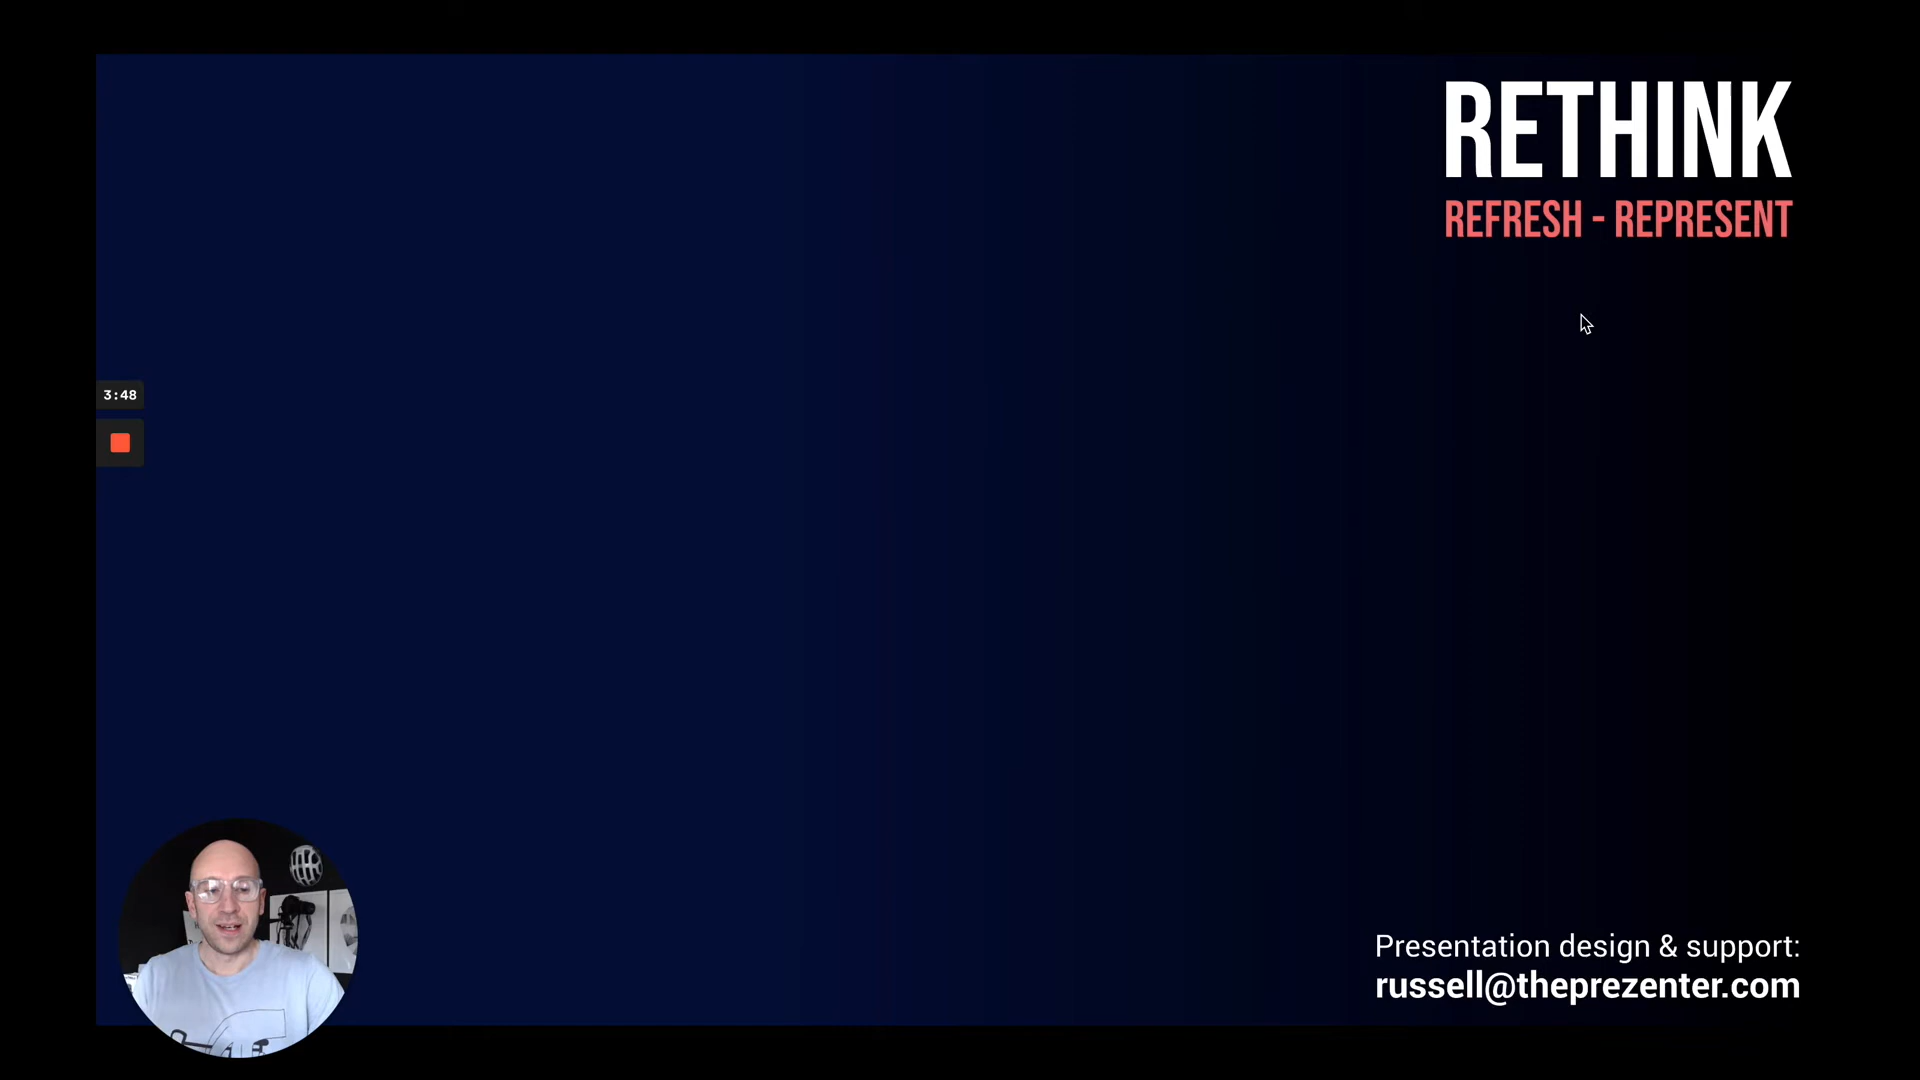 RETHINK
REFRESH - REPRESENT
3:48
Presentation design & support:
russell@theprezenter.com